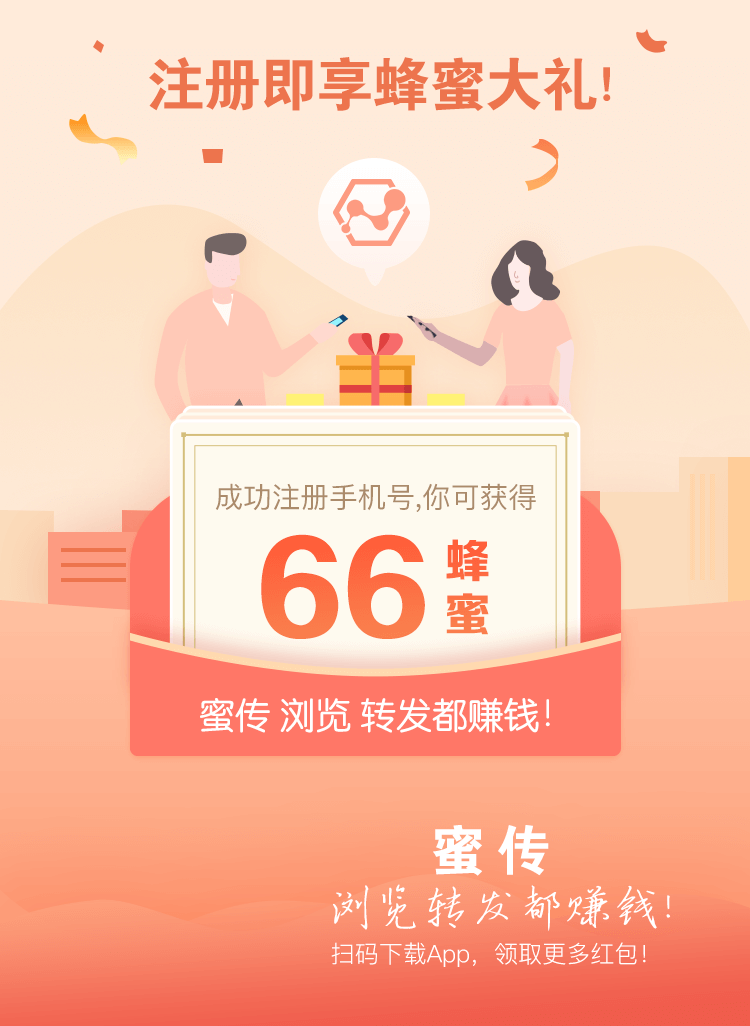 注册即享蜂蜜大礼!
成功注册手机号,你可获得
66
蜂
蜜
蜜传 浏览 转发都赚钱!
蜜传
浏览转发都赚钱!
扫码下载App，领取更多红包!